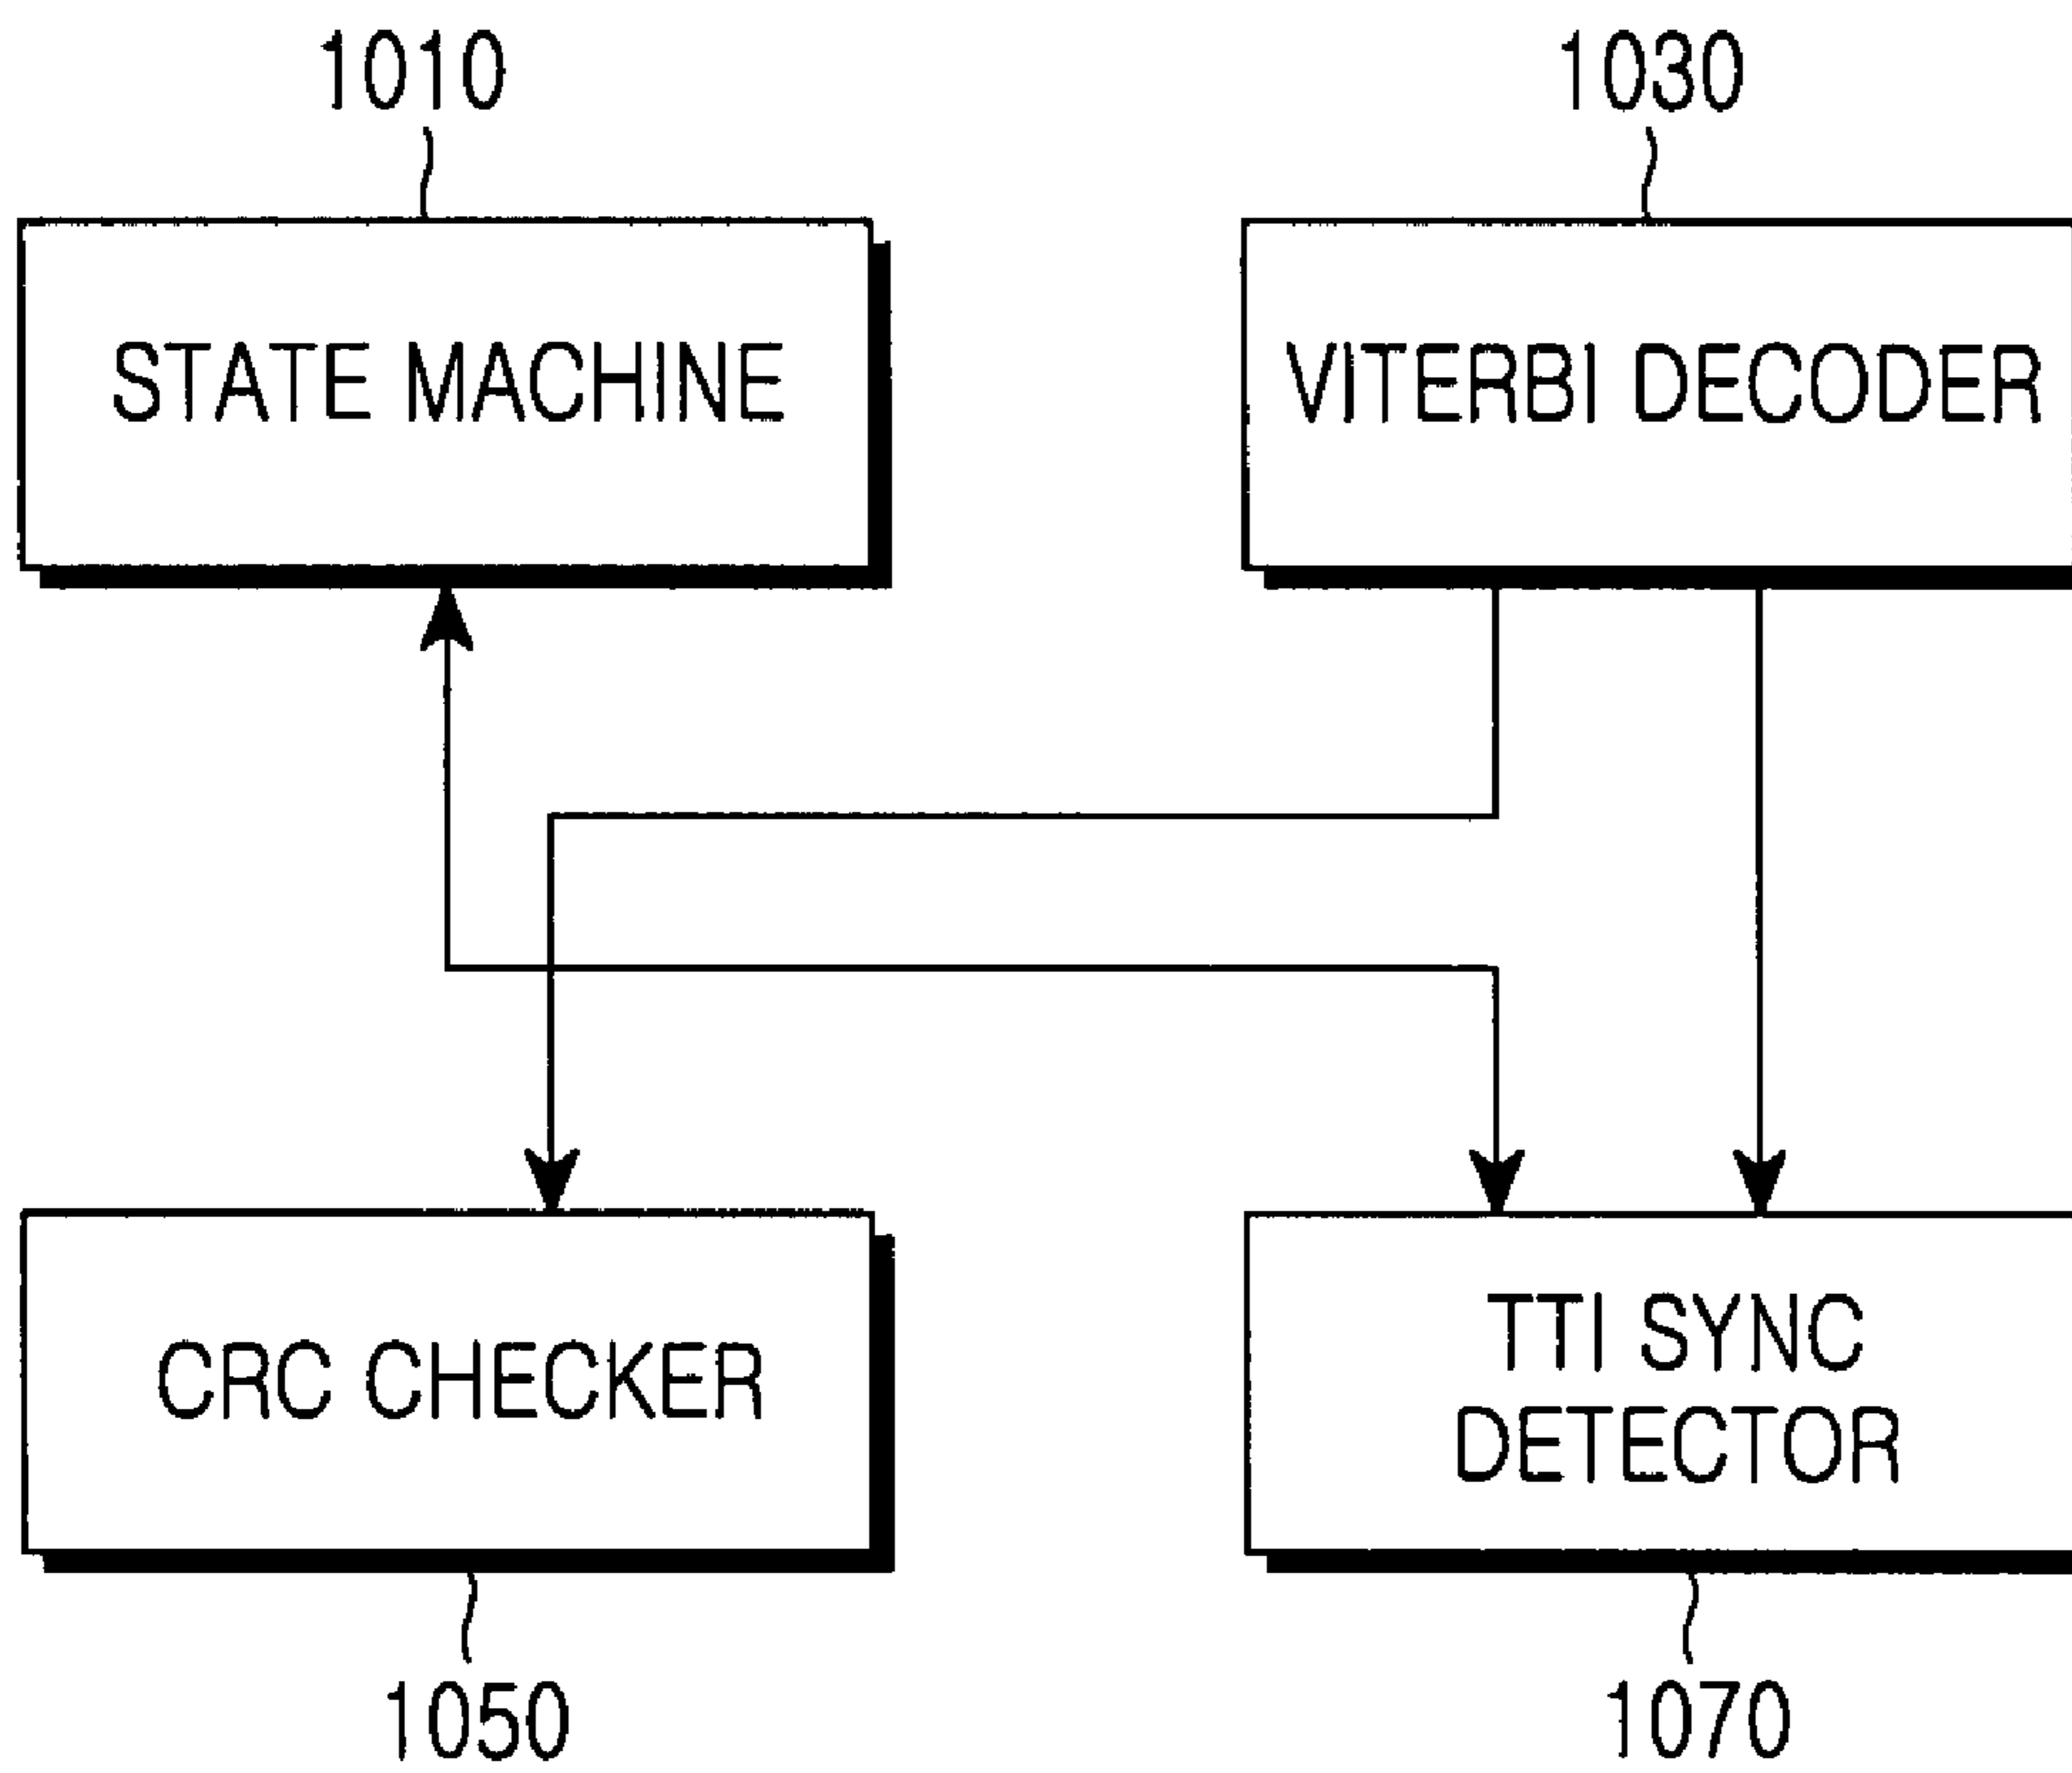 1010
1030
STATE MACHINE
VITERBI DECODER
CRC CHECKER
TTI SYNC
DETECTOR
1050
1070